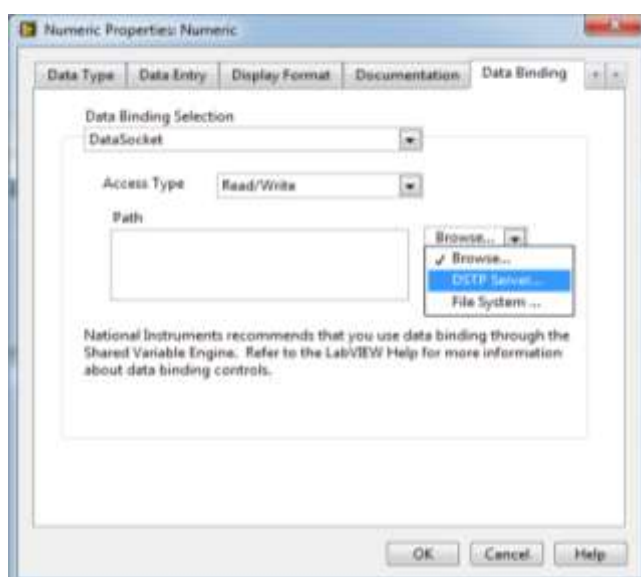 Numeric Properties: Numeric
Data Type Data Entry Display Format Documentation Data Binding
Data Binding Selection
DataSocket
Access Type Read/Write
Path
Browse...
✓ Browse...
DSTP Server...
File System ...
National Instruments recommends that you use data binding through the
Shared Variable Engine. Refer to the LabVIEW Help for more information
about data binding controls.
OK Cancel Help